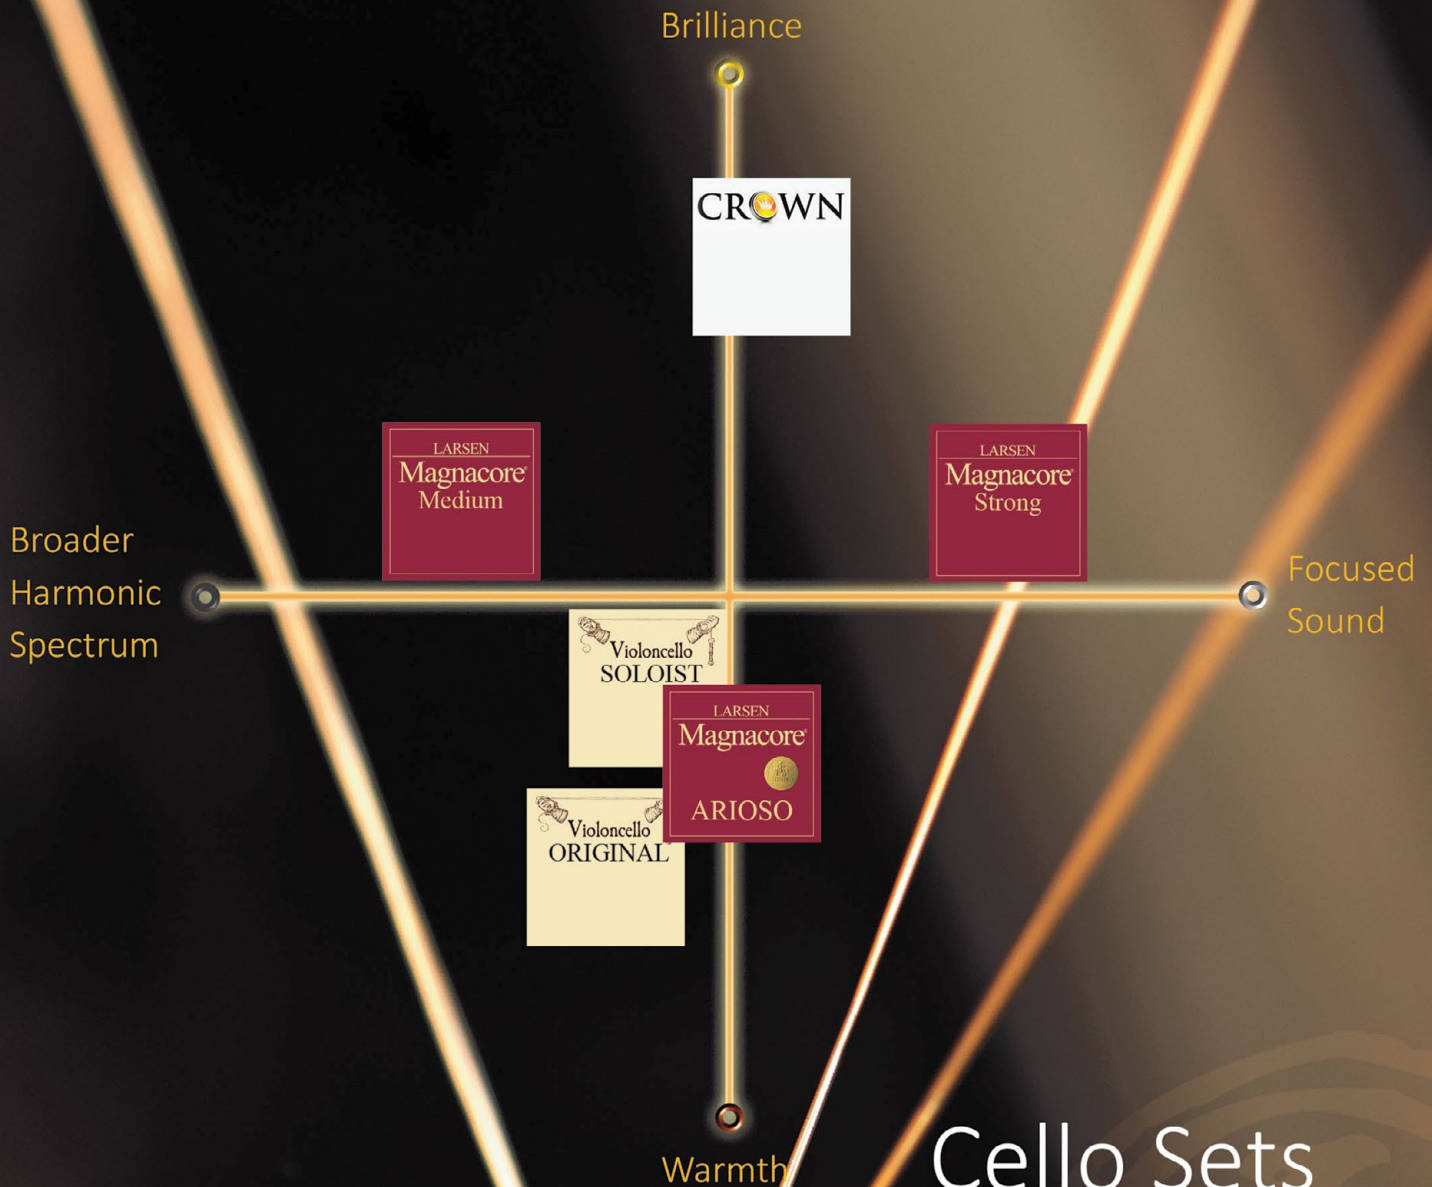 Brilliance
CROWN
LARSEN
Magnacore®
Medium
LARSEN
Magnacore®
Strong
Broader
Harmonic
Spectrum
Focused
Sound
Violoncello
SOLOIST
LARSEN
Magnacore®
ARIOSO
Violoncello
ORIGINAL
Warmth
Cello Sets